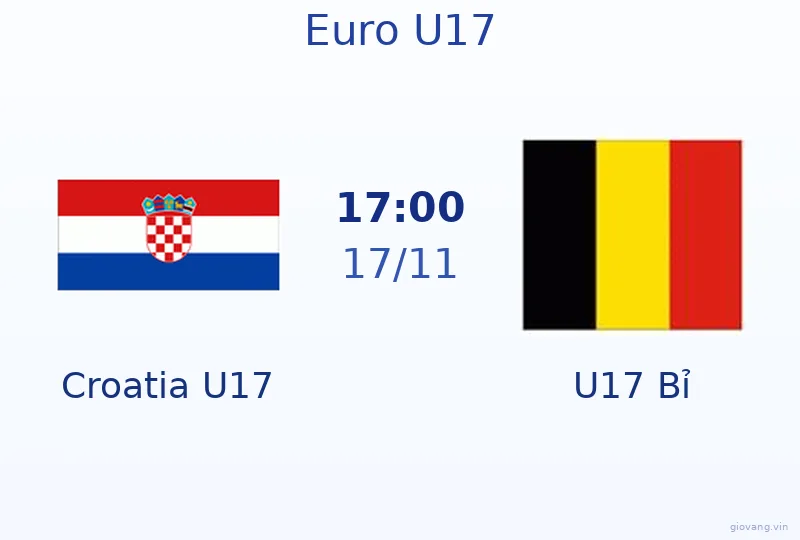 Euro U17
17:00
17/11
Croatia U17
U17 Bỉ
giovang.vin